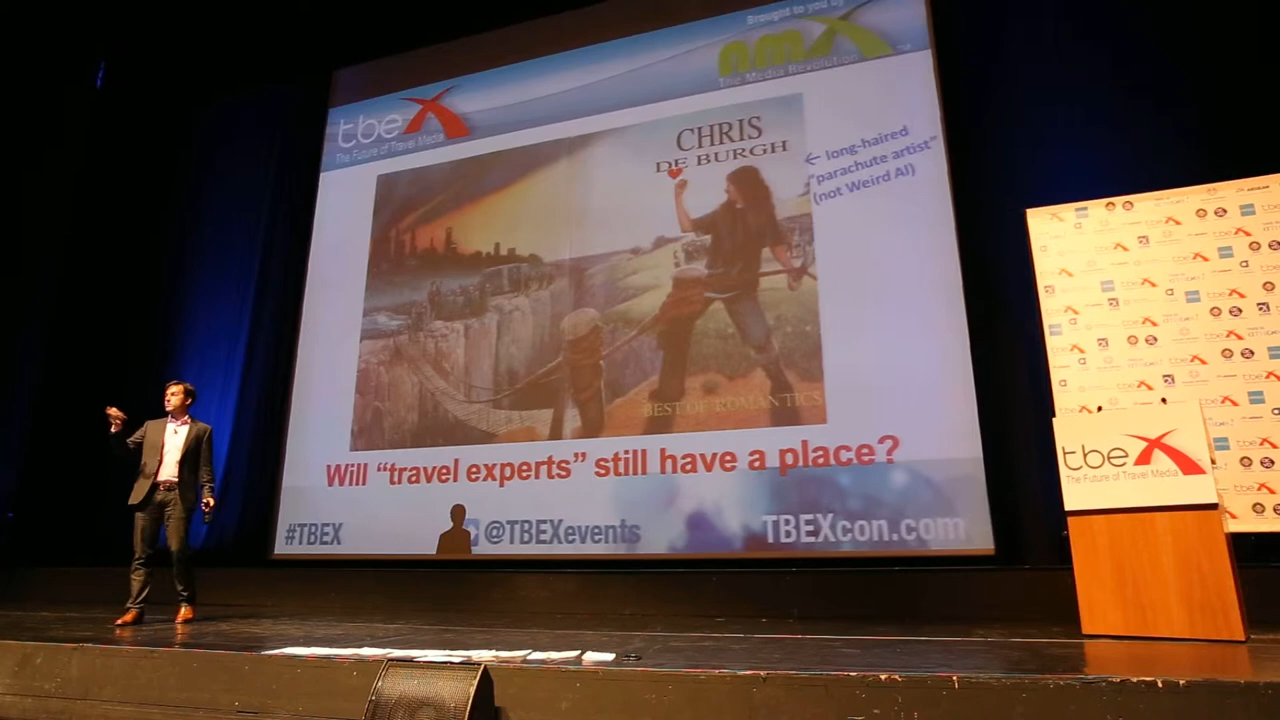 Brought to you by
nmX
The Media Revolution
tbeX
The Future of Travel Media
CHRIS
DE BURGH
← long-haired
"parachute artist"
(not Weird Al)
BEST OF ROMANTICS
Will “travel experts” still have a place?
#TBEX
@TBEXevents
TBEXcon.com
tbeX
The Future of Travel Media